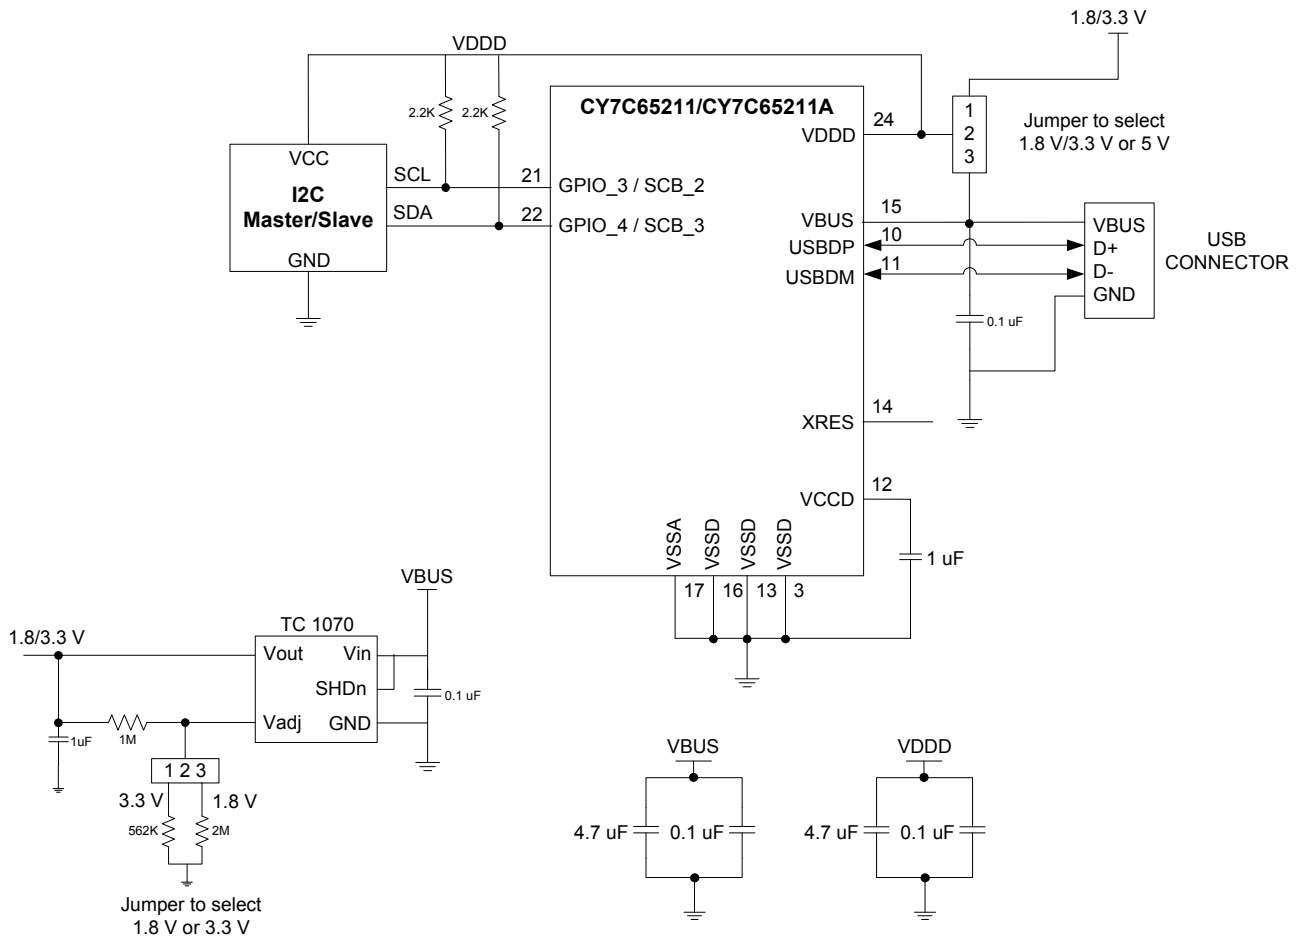 1.8/3.3 V
VDDD
2.2K
2.2K
CY7C65211/CY7C65211A
VDDD
24
1
2
3
Jumper to select
1.8 V/3.3 V or 5 V
VCC
I2C
Master/Slave
GND
SCL
SDA
21
22
GPIO_3 / SCB_2
GPIO_4 / SCB_3
VBUS
15
USBDP
10
USBDM
11
VBUS
D+
D-
GND
USB
CONNECTOR
0.1 uF
XRES
14
VCCD
12
1 uF
VSSA
VSSD
VSSD
VSSD
17
16
13
3
VBUS
1.8/3.3 V
TC 1070
Vout
Vin
SHDn
Vadj
GND
0.1 uF
1uF
1M
1 2 3
3.3 V
1.8 V
562K
2M
Jumper to select
1.8 V or 3.3 V
VBUS
4.7 uF
0.1 uF
VDDD
4.7 uF
0.1 uF